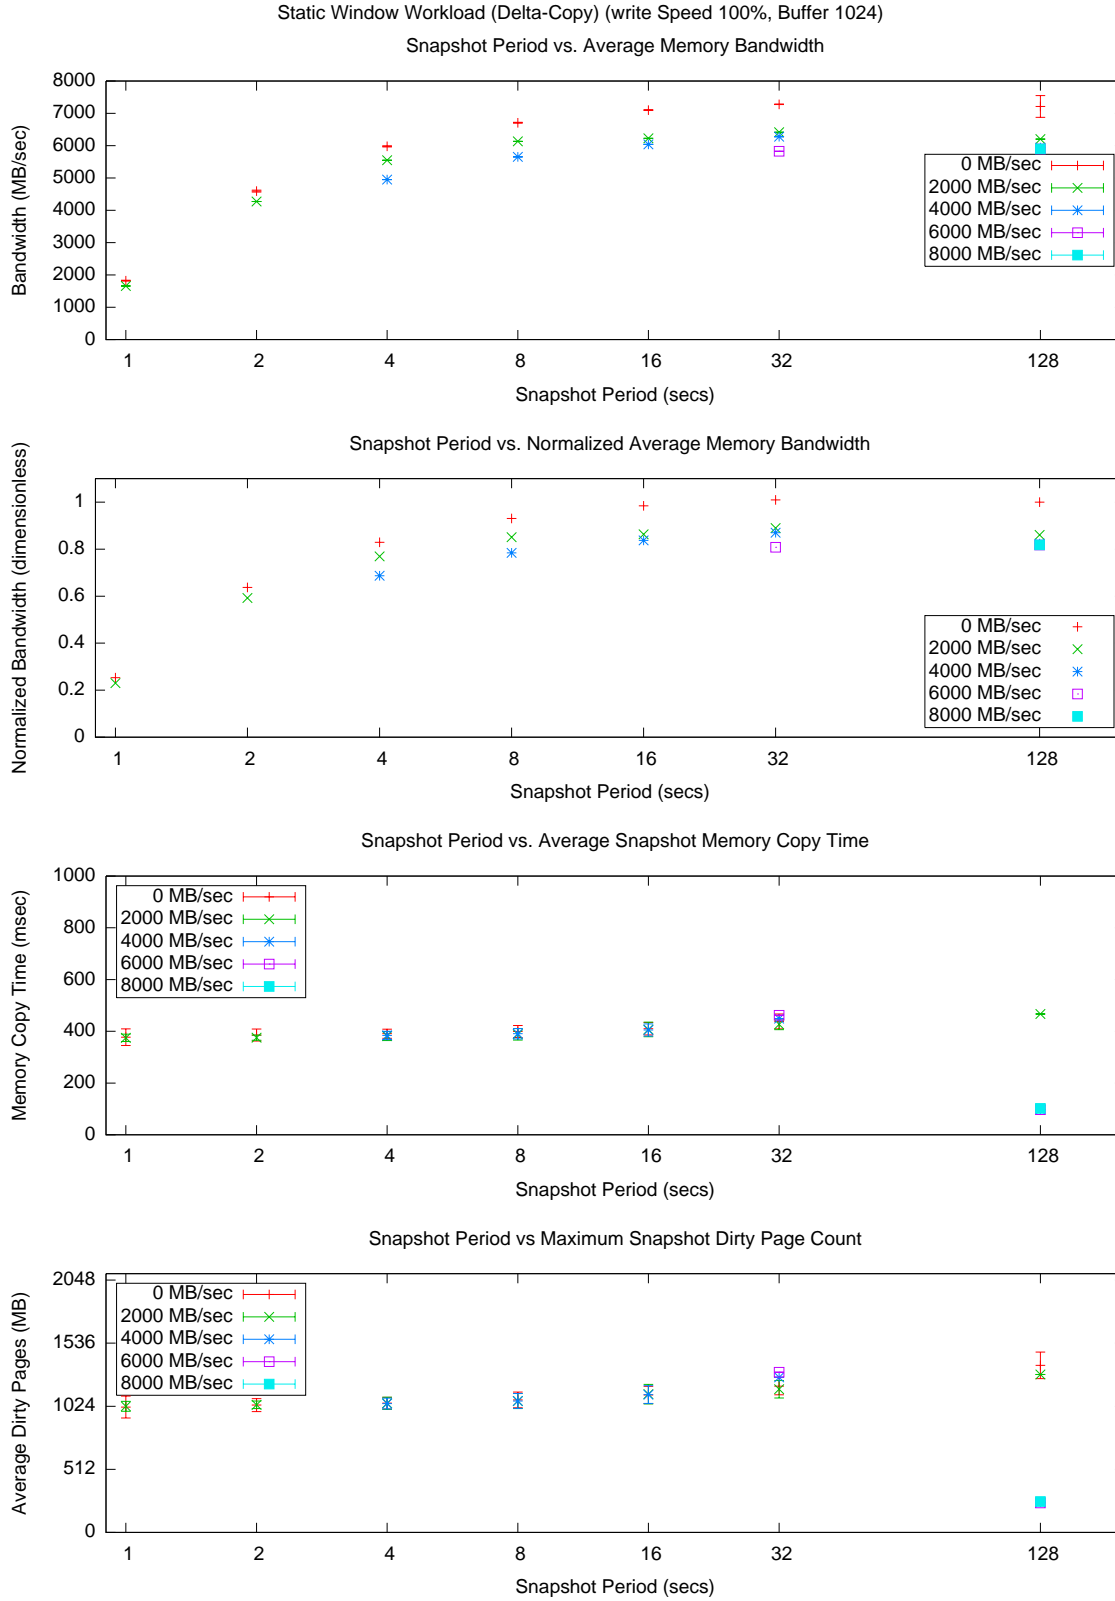 Static Window Workload (Delta-Copy) (write Speed 100%, Buffer 1024)
Snapshot Period vs. Average Memory Bandwidth
Bandwidth (MB/sec)
8000
7000
6000
5000
4000
3000
2000
1000
0
0 MB/sec
2000 MB/sec
4000 MB/sec
6000 MB/sec
8000 MB/sec
1 2 4 8 16 32 128
Snapshot Period (secs)
Snapshot Period vs. Normalized Average Memory Bandwidth
Normalized Bandwidth (dimensionless)
1
0.8
0.6
0.4
0.2
0
0 MB/sec
2000 MB/sec
4000 MB/sec
6000 MB/sec
8000 MB/sec
1 2 4 8 16 32 128
Snapshot Period (secs)
Snapshot Period vs. Average Snapshot Memory Copy Time
Memory Copy Time (msec)
1000
800
600
400
200
0
0 MB/sec
2000 MB/sec
4000 MB/sec
6000 MB/sec
8000 MB/sec
1 2 4 8 16 32 128
Snapshot Period (secs)
Snapshot Period vs Maximum Snapshot Dirty Page Count
Average Dirty Pages (MB)
2048
1536
1024
512
0
0 MB/sec
2000 MB/sec
4000 MB/sec
6000 MB/sec
8000 MB/sec
1 2 4 8 16 32 128
Snapshot Period (secs)